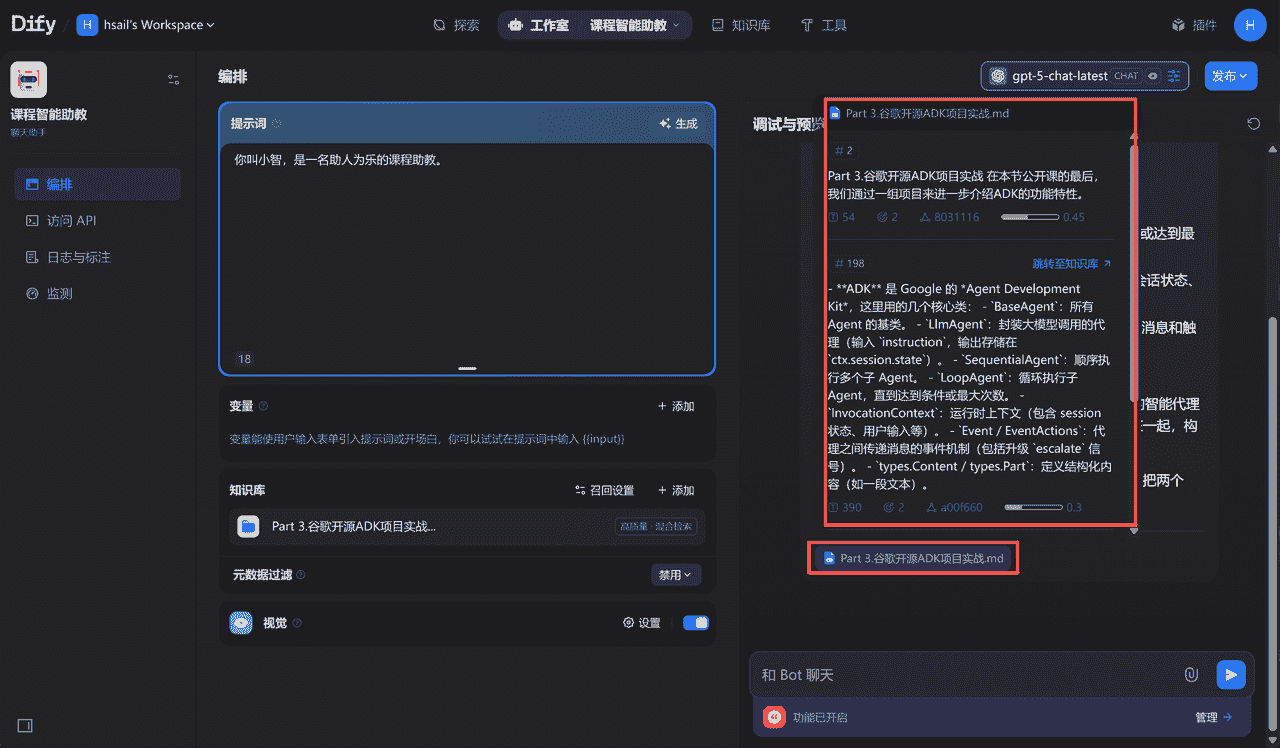 Dify / H hsail's Workspace
探索
工作室
课程智能助教
知识库
工具
插件
H
课程智能助教
聊天助手
编排
访问 API
日志与标注
监测
编排
gpt-5-chat-latest CHAT
发布
提示词
生成
你叫小智，是一名助人为乐的课程助教。
18
变量
+ 添加
变量能使用户输入表单引入提示词或开场白，你可以试试在提示词中输入 {{input}}
知识库
召回设置
+ 添加
Part 3.谷歌开源ADK项目实战...
高质量 · 混合检索
元数据过滤
禁用
视觉
设置
调试与预览
Part 3.谷歌开源ADK项目实战.md
# 2
Part 3.谷歌开源ADK项目实战 在本节公开课的最后，
我们通过一组项目来进一步介绍ADK的功能特性。
54 2 8031116 0.45
# 198
跳转至知识库
- **ADK** 是 Google 的 *Agent Development
Kit*，这里用的几个核心类： - `BaseAgent`：所有
Agent 的基类。 - `LlmAgent`：封装大模型调用的代
理（输入 `instruction`，输出存储在
`ctx.session.state`）。 - `SequentialAgent`：顺序执
行多个子 Agent。 - `LoopAgent`：循环执行子
Agent，直到达到条件或最大次数。 -
`InvocationContext`：运行时上下文（包含 session
状态、用户输入等）。 - `Event / EventActions`：代
理之间传递消息的事件机制（包括升级 `escalate` 信
号）。 - `types.Content / types.Part`：定义结构化内
容（如一段文本）。
390 2 a00f660 0.3
或达到最
会话状态、
消息和触
智能代理
一起，构
把两个
Part 3.谷歌开源ADK项目实战.md
和 Bot 聊天
功能已开启
管理